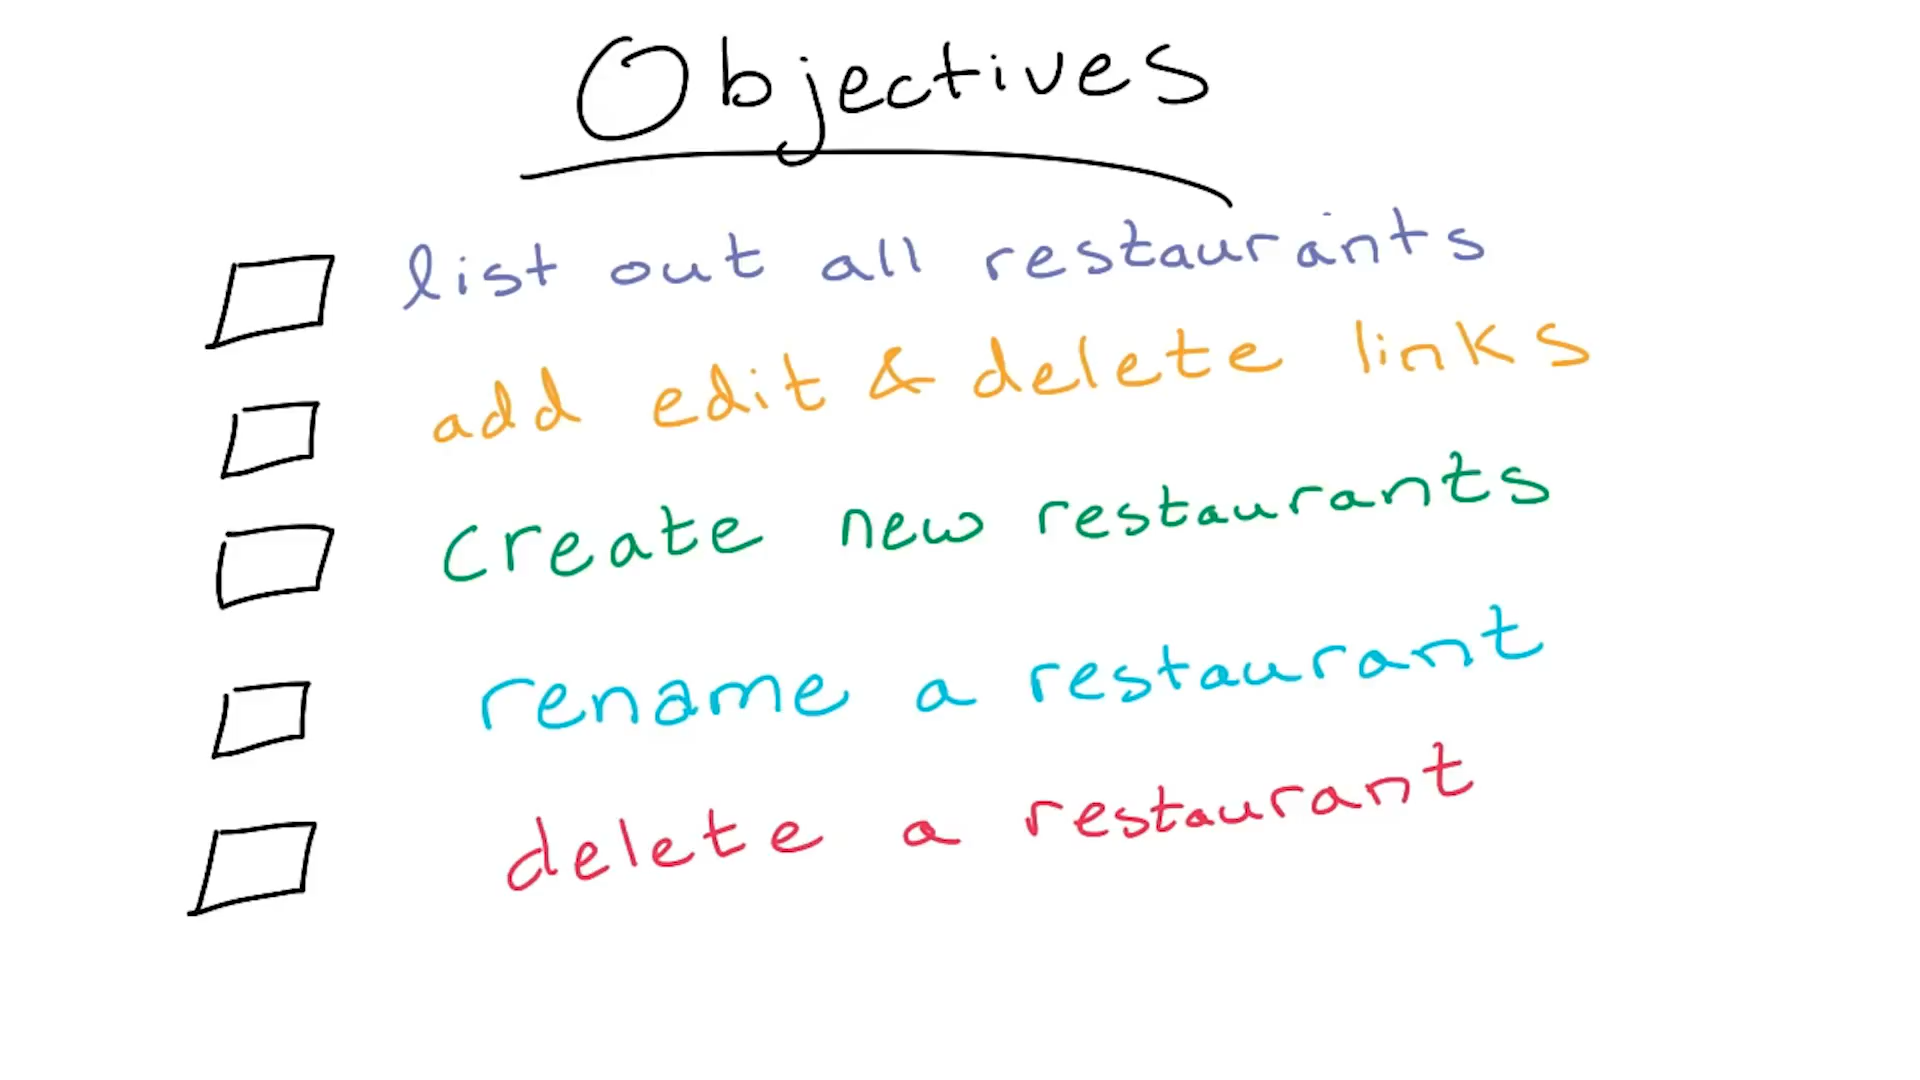 Objectives
list out all restaurants
add edit & delete links
Create new restaurants
rename a restaurant
delete a restaurant